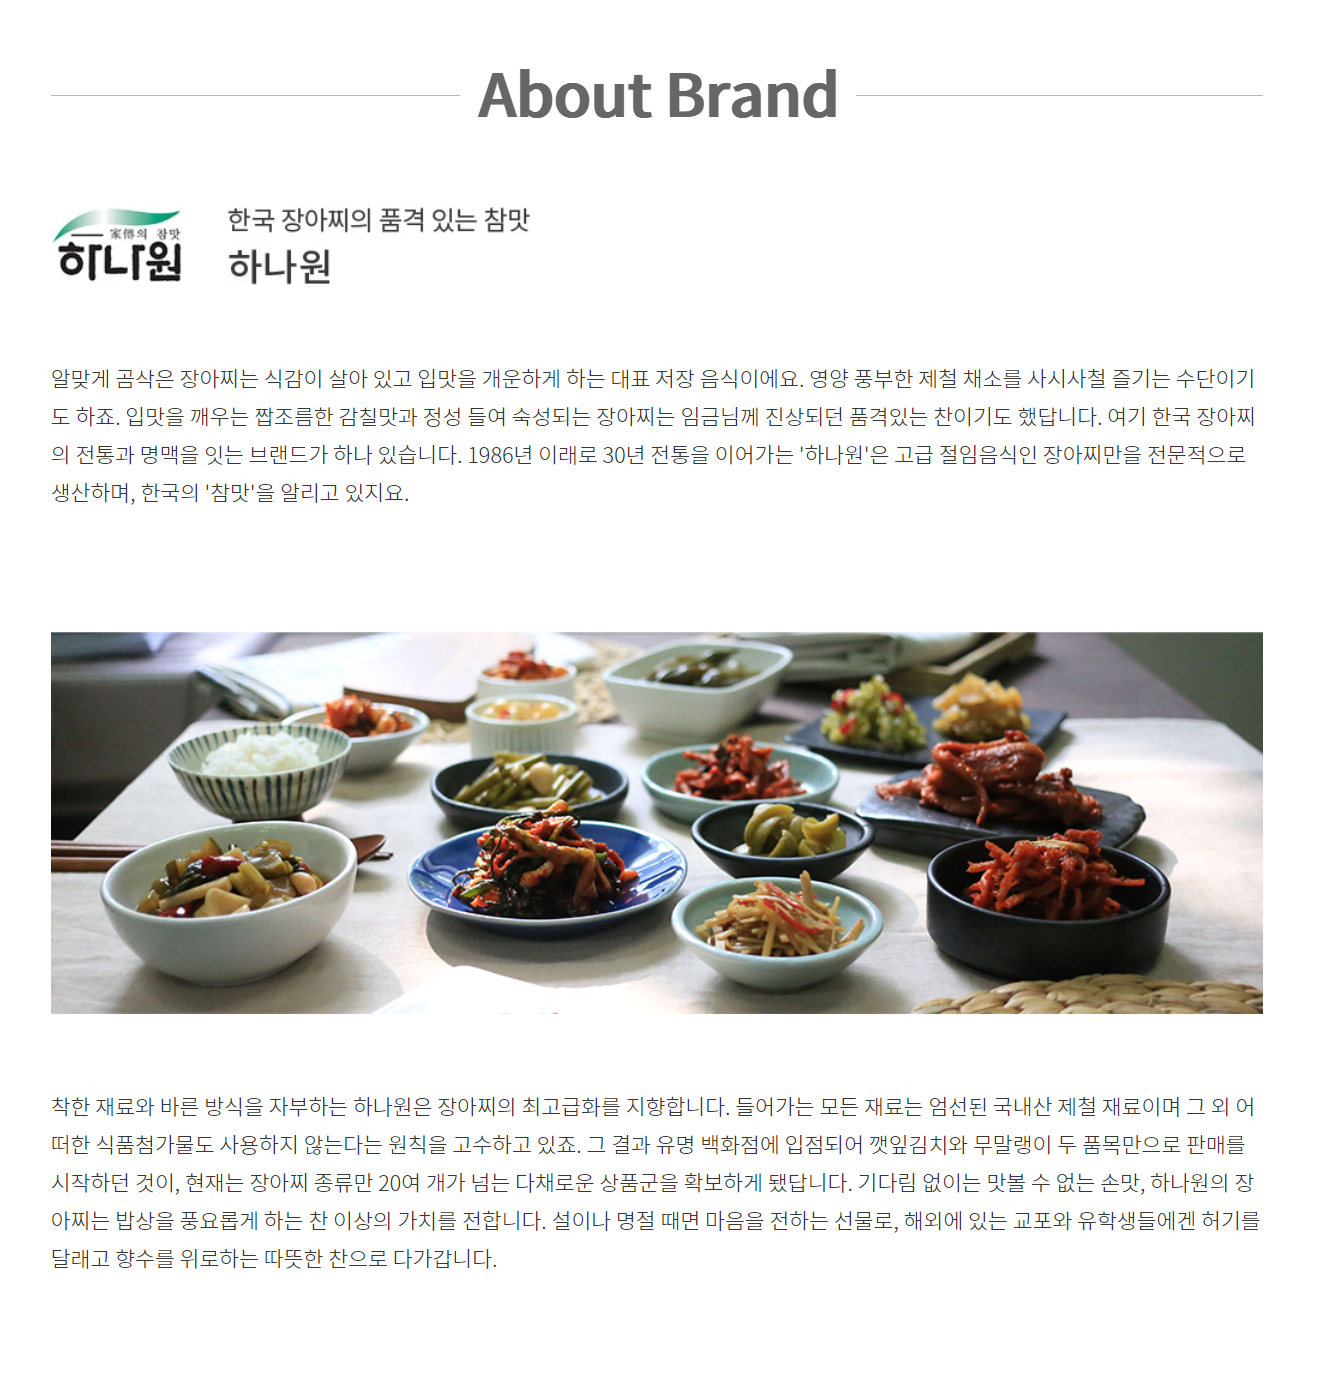 About Brand
家傳의 참맛
하나원
한국 장아찌의 품격 있는 참맛
하나원
알맞게 곰삭은 장아찌는 식감이 살아 있고 입맛을 개운하게 하는 대표 저장 음식이에요. 영양 풍부한 제철 채소를 사시사철 즐기는 수단이기
도 하죠. 입맛을 깨우는 짭조름한 감칠맛과 정성 들여 숙성되는 장아찌는 임금님께 진상되던 품격있는 찬이기도 했답니다. 여기 한국 장아찌
의 전통과 명맥을 잇는 브랜드가 하나 있습니다. 1986년 이래로 30년 전통을 이어가는 '하나원'은 고급 절임음식인 장아찌만을 전문적으로
생산하며, 한국의 '참맛'을 알리고 있지요.
착한 재료와 바른 방식을 자부하는 하나원은 장아찌의 최고급화를 지향합니다. 들어가는 모든 재료는 엄선된 국내산 제철 재료이며 그 외 어
떠한 식품첨가물도 사용하지 않는다는 원칙을 고수하고 있죠. 그 결과 유명 백화점에 입점되어 깻잎김치와 무말랭이 두 품목만으로 판매를
시작하던 것이, 현재는 장아찌 종류만 20여 개가 넘는 다채로운 상품군을 확보하게 됐답니다. 기다림 없이는 맛볼 수 없는 손맛, 하나원의 장
아찌는 밥상을 풍요롭게 하는 찬 이상의 가치를 전합니다. 설이나 명절 때면 마음을 전하는 선물로, 해외에 있는 교포와 유학생들에겐 허기를
달래고 향수를 위로하는 따뜻한 찬으로 다가갑니다.